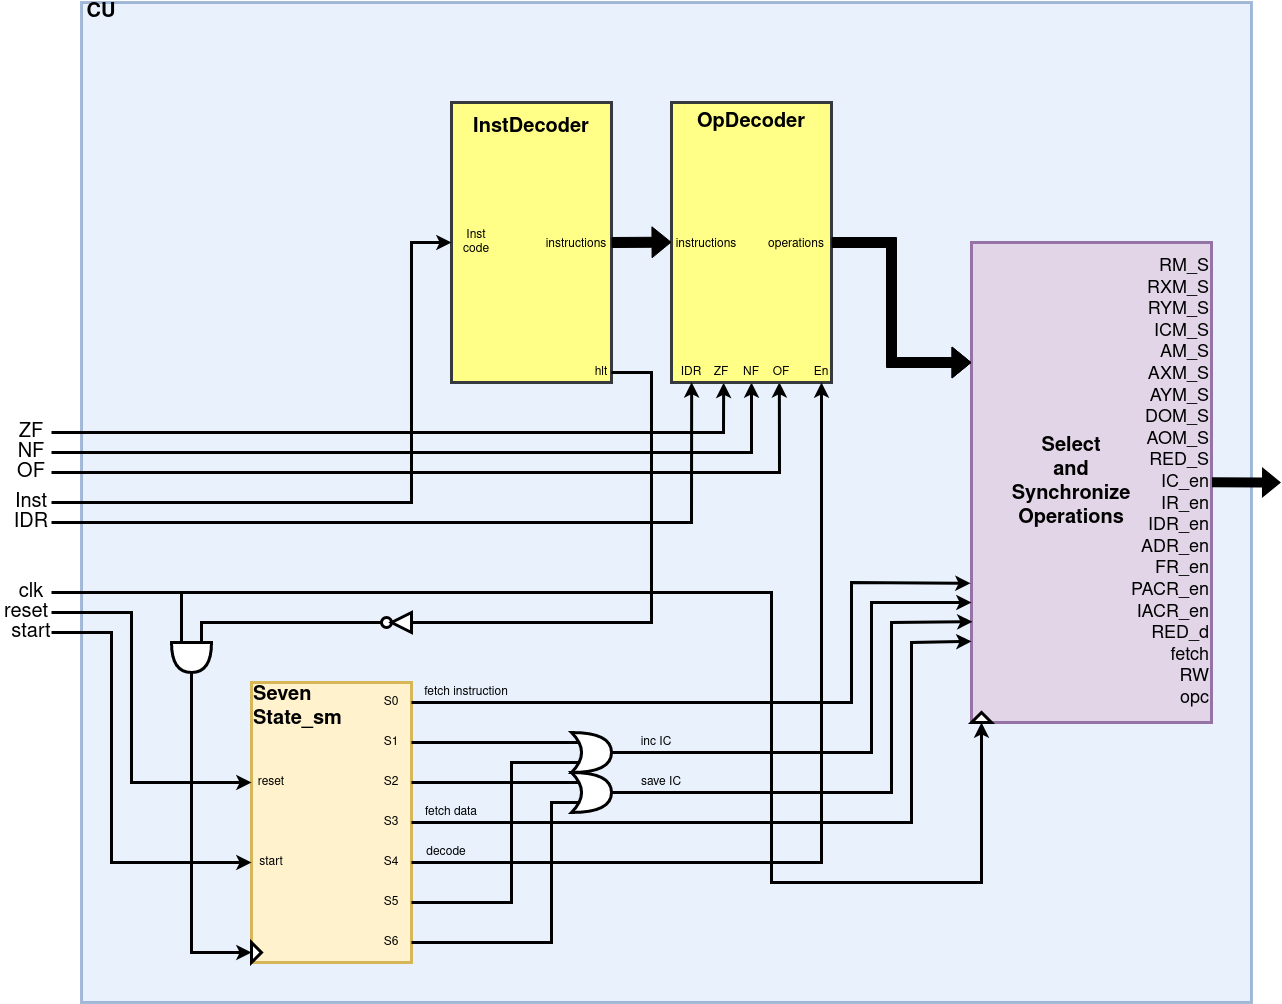 CU
InstDecoder
Inst
code
instructions
hlt
OpDecoder
instructions
operations
IDR
ZF
NF
OF
En
ZF
NF
OF
Inst
IDR
clk
reset
start
Seven
State_sm
reset
start
S0
S1
S2
S3
S4
S5
S6
fetch instruction
inc IC
save IC
fetch data
decode
Select
and
Synchronize
Operations
RM_S
RXM_S
RYM_S
ICM_S
AM_S
AXM_S
AYM_S
DOM_S
AOM_S
RED_S
IC_en
IR_en
IDR_en
ADR_en
FR_en
PACR_en
IACR_en
RED_d
fetch
RW
opc